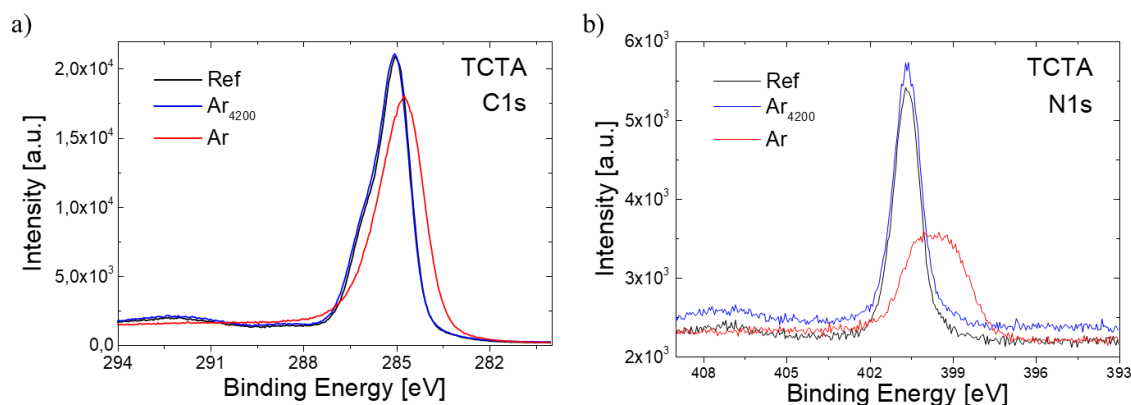 a)
TCTA
C1s
Ref
Ar₄₂₀₀
Ar
2,0x10⁴
1,5x10⁴
1,0x10⁴
5,0x10³
0,0
Intensity [a.u.]
294 291 288 285 282
Binding Energy [eV]
b)
TCTA
N1s
Ref
Ar₄₂₀₀
Ar
6x10³
5x10³
4x10³
3x10³
2x10³
Intensity [a.u.]
408 405 402 399 396 393
Binding Energy [eV]